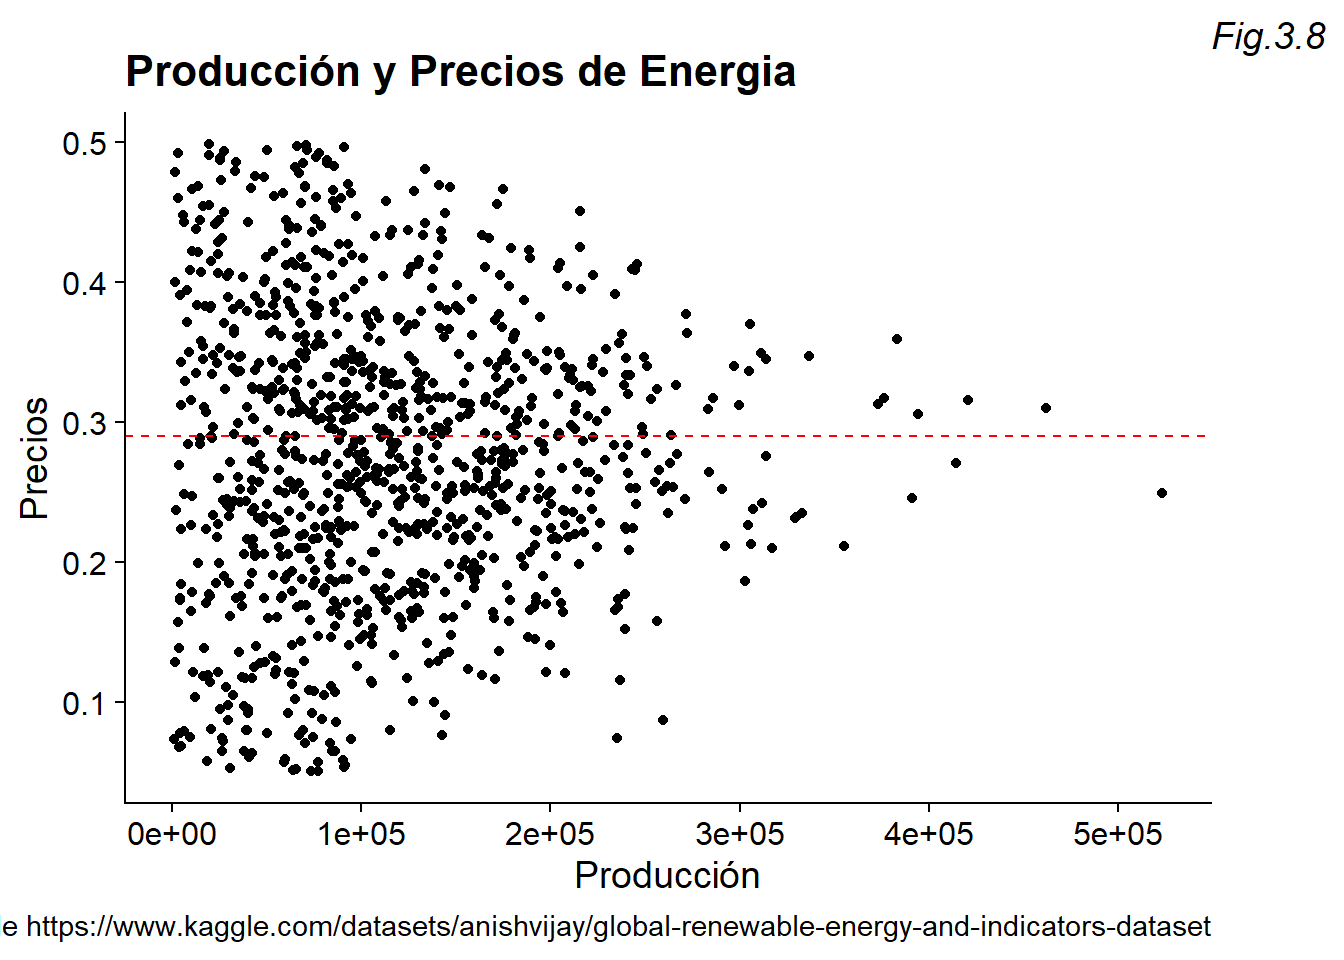 Fig.3.8
Producción y Precios de Energia
0.5
0.4
0.3
0.2
0.1
Precios
0e+00 1e+05 2e+05 3e+05 4e+05 5e+05
Producción
https://www.kaggle.com/datasets/anishvijay/global-renewable-energy-and-indicators-dataset